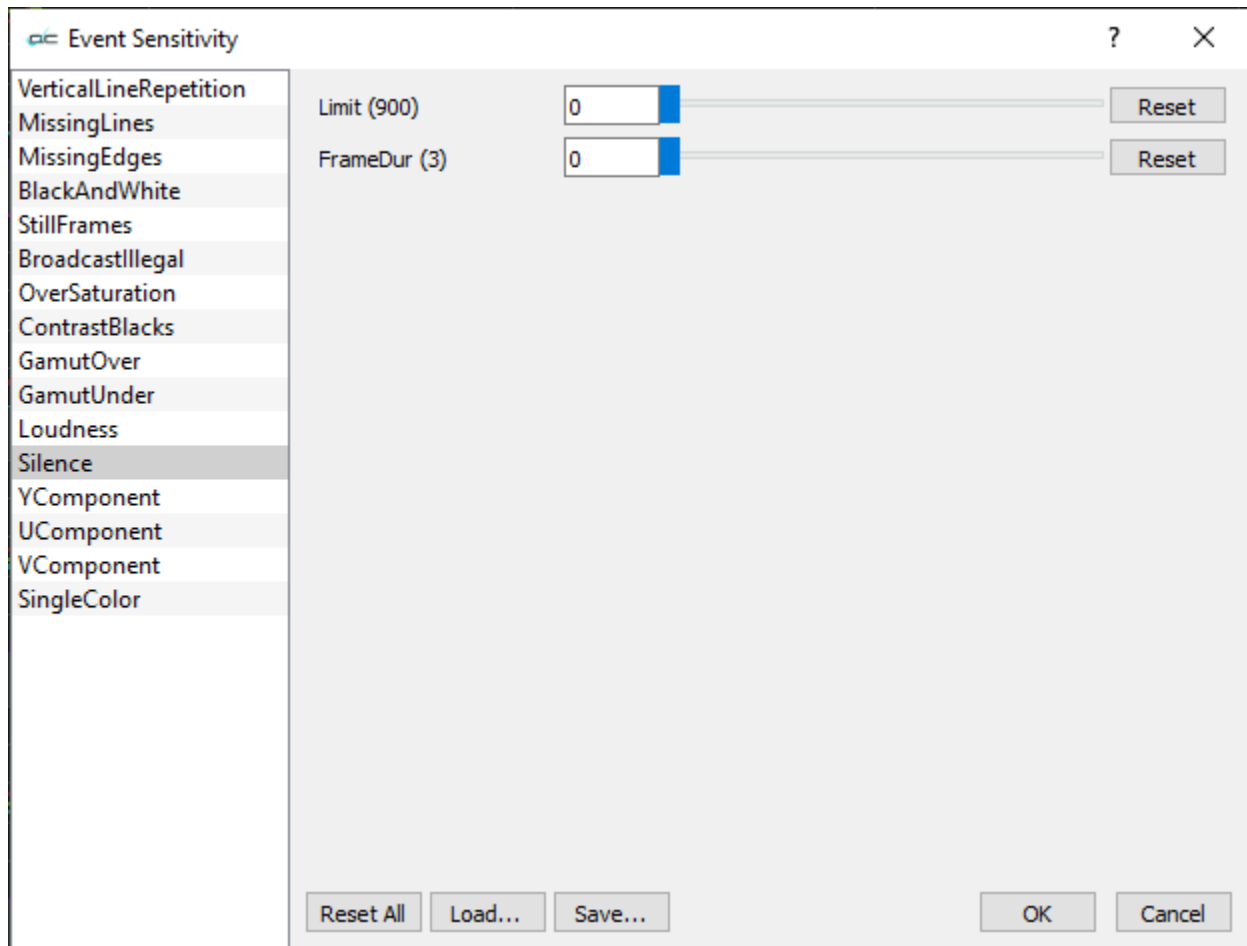 Event Sensitivity
?
VerticalLineRepetition
MissingLines
MissingEdges
BlackAndWhite
StillFrames
BroadcastIllegal
OverSaturation
ContrastBlacks
GamutOver
GamutUnder
Loudness
Silence
YComponent
UComponent
VComponent
SingleColor
Limit (900) 0 Reset
FrameDur (3) 0 Reset
Reset All Load... Save... OK Cancel